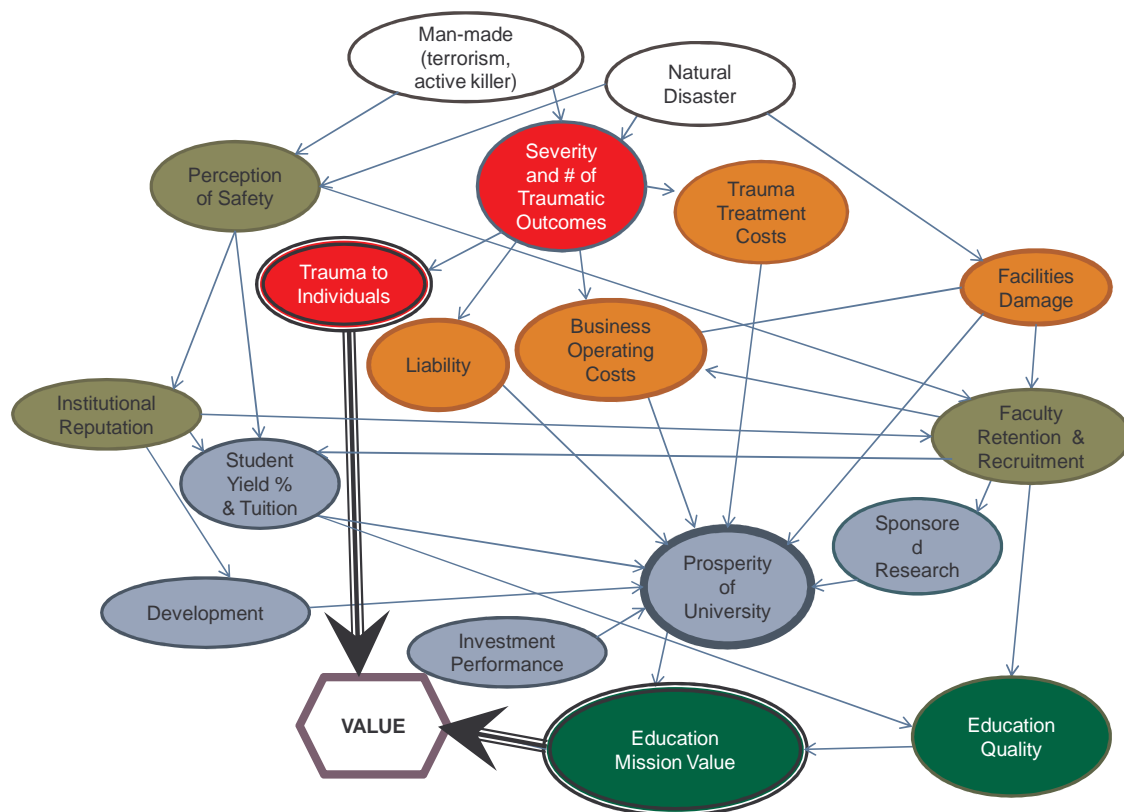 Man-made
(terrorism,
active killer)
Natural
Disaster
Severity
and # of
Traumatic
Outcomes
Perception
of Safety
Trauma
Treatment
Costs
Trauma to
Individuals
Facilities
Damage
Business
Operating
Costs
Liability
Institutional
Reputation
Faculty
Retention &
Recruitment
Student
Yield %
& Tuition
Sponsore
d
Research
Prosperity
of
University
Development
Investment
Performance
VALUE
Education
Mission Value
Education
Quality